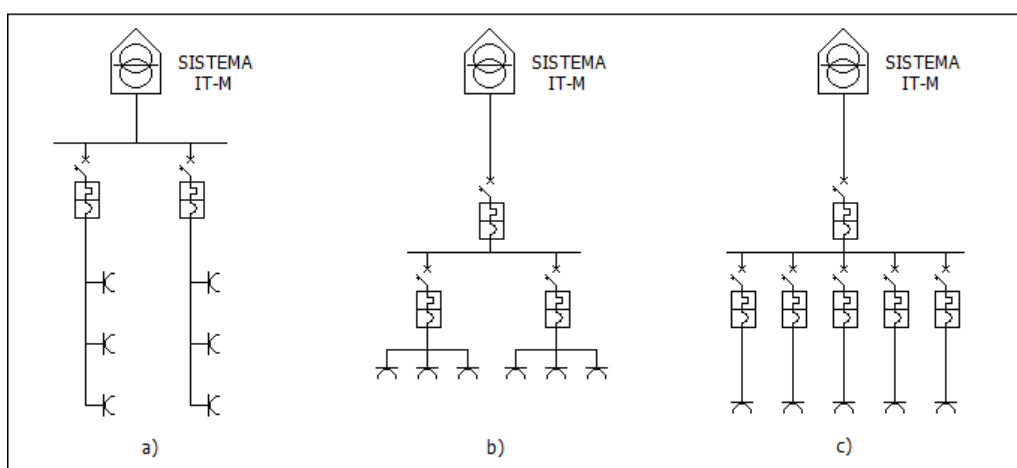 SISTEMA
IT-M
SISTEMA
IT-M
SISTEMA
IT-M
a)
b)
c)